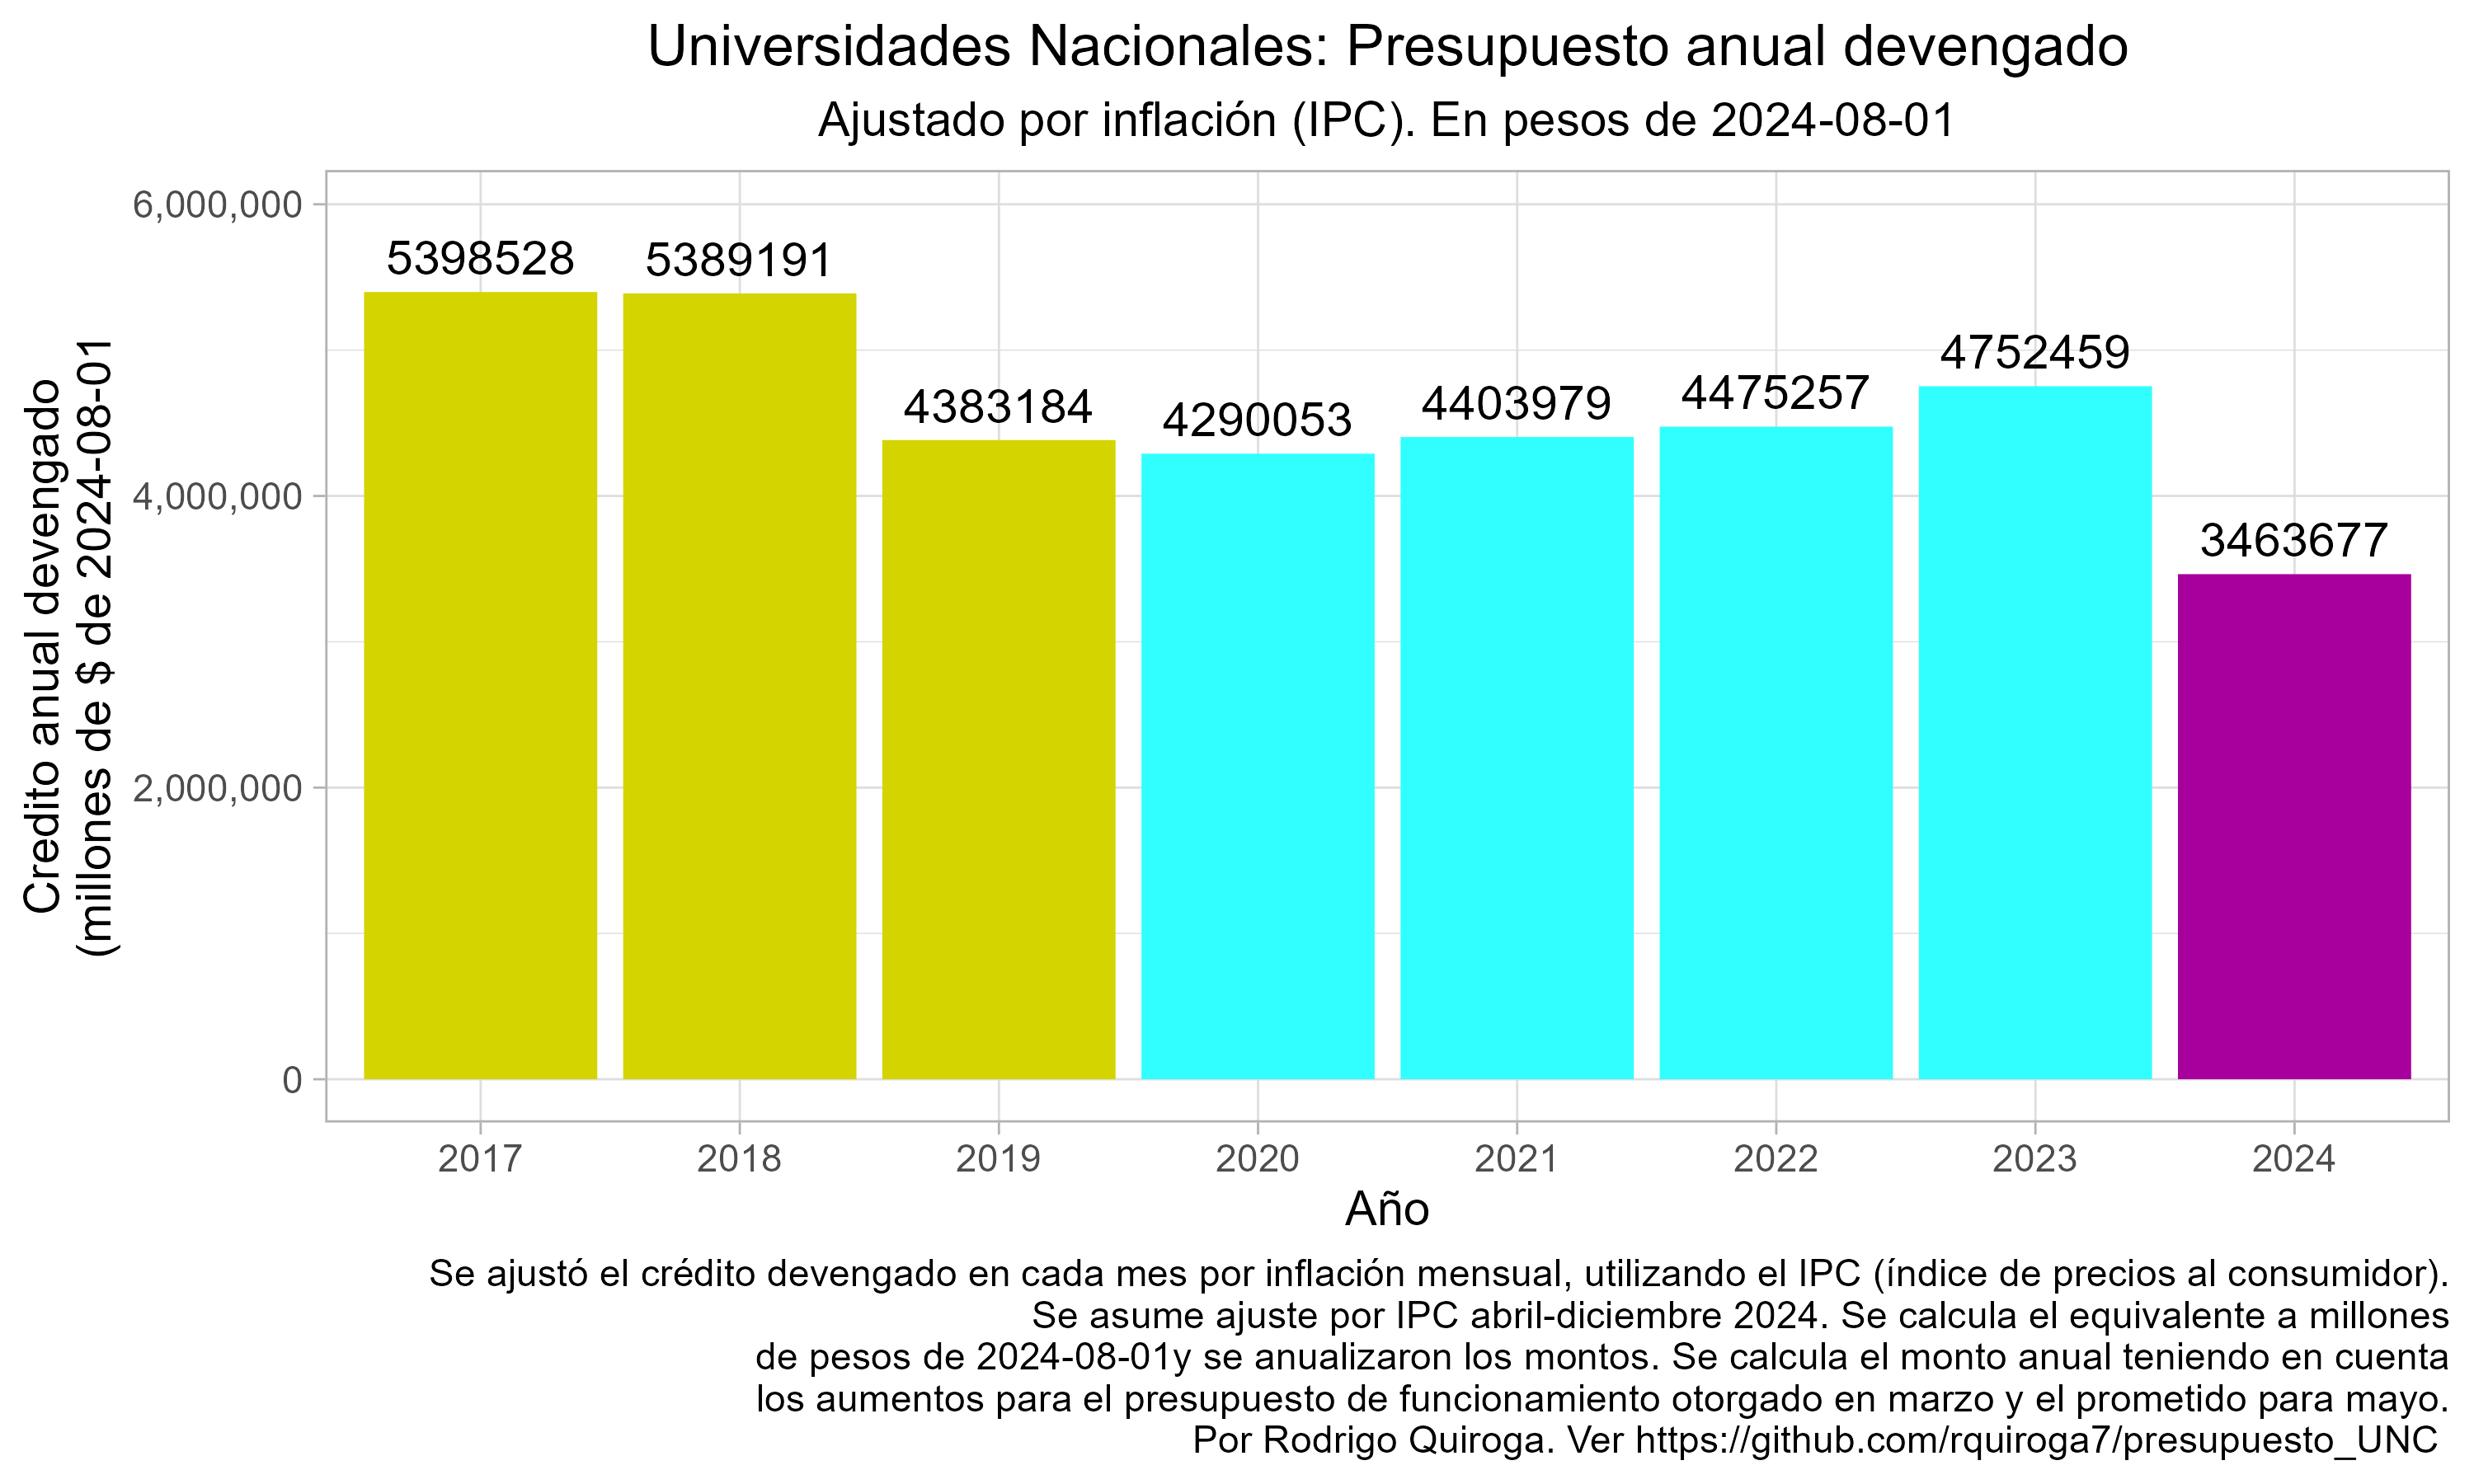 Universidades Nacionales: Presupuesto anual devengado
Ajustado por inflación (IPC). En pesos de 2024-08-01
Credito anual devengado
(millones de $ de 2024-08-01
6,000,000
4,000,000
2,000,000
0
5398528
5389191
4383184
4290053
4403979
4475257
4752459
3463677
2017
2018
2019
2020
2021
2022
2023
2024
Año
Se ajustó el crédito devengado en cada mes por inflación mensual, utilizando el IPC (índice de precios al consumidor).
Se asume ajuste por IPC abril-diciembre 2024. Se calcula el equivalente a millones
de pesos de 2024-08-01y se anualizaron los montos. Se calcula el monto anual teniendo en cuenta
los aumentos para el presupuesto de funcionamiento otorgado en marzo y el prometido para mayo.
Por Rodrigo Quiroga. Ver https://github.com/rquiroga7/presupuesto_UNC